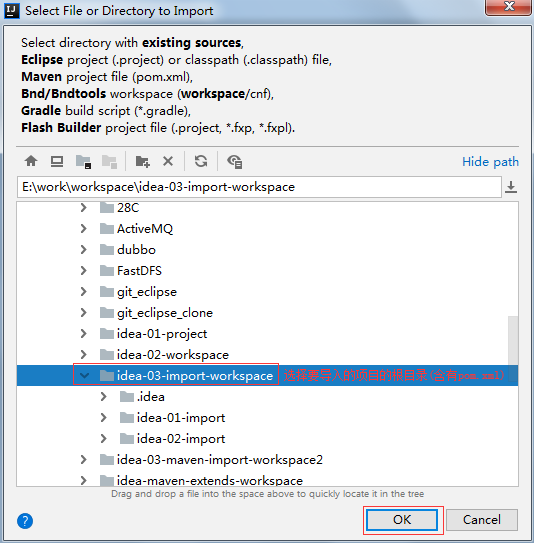 Select File or Directory to Import
Select directory with existing sources,
Eclipse project (.project) or classpath (.classpath) file,
Maven project file (pom.xml),
Bnd/Bndtools workspace (workspace/cnf),
Gradle build script (*.gradle),
Flash Builder project file (.project, *.fxp, *.fxpl).
Hide path
E:\work\workspace\idea-03-import-workspace
28C
ActiveMQ
dubbo
FastDFS
git_eclipse
git_eclipse_clone
idea-01-project
idea-02-workspace
idea-03-import-workspace 选择要导入的项目的根目录(含有pom.xml)
.idea
idea-01-import
idea-02-import
idea-03-maven-import-workspace2
idea-maven-extends-workspace
Drag and drop a file into the space above to quickly locate it in the tree
?
OK
Cancel